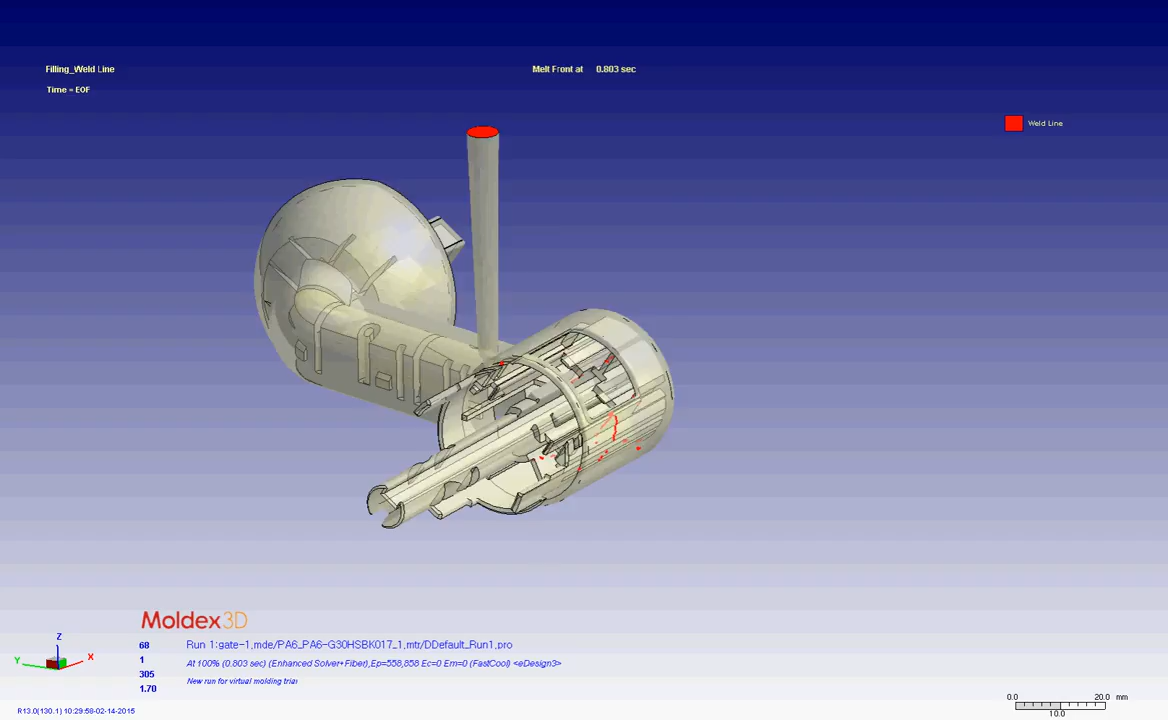 Filling_Weld Line
Melt Front at 0.803 sec
Time = EOF
Weld Line
Moldex3D
68 Run 1:gate-1,mde/PA6_PA6-G30HSBK017_1,mtr/DDefault_Run1,pro
1 At 100% (0.803 sec) (Enhanced Solver+Fiber),Ep=558,858 Ec=0 Em=0 (FastCool) <eDesign3>
305 New run for virtual molding trial
1.70
Z
Y
X
0.0 20.0 mm
10.0
R13.0(130.1) 10:29:58-02-14-2015